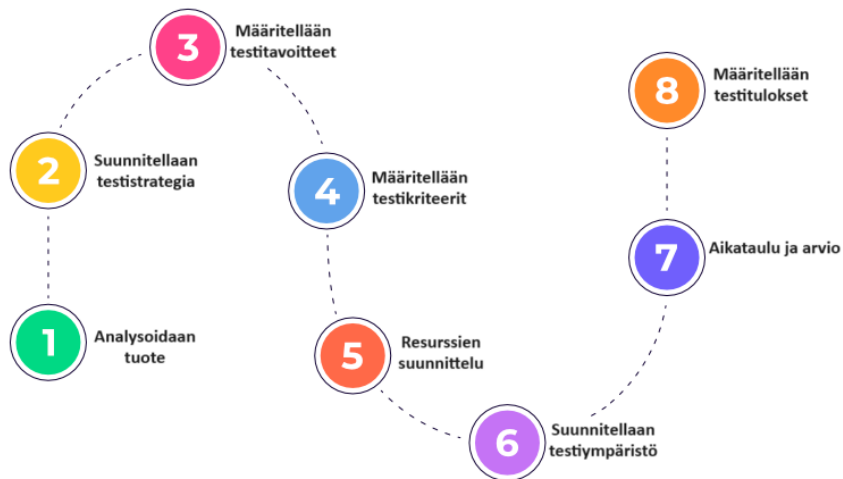 1
Analysoidaan
tuote
2
Suunnitellaan
testistrategia
3
Määritellään
testitavoitteet
4
Määritellään
testikriteerit
5
Resurssien
suunnittelu
6
Suunnitellaan
testiympäristö
7
Aikataulu ja arvio
8
Määritellään
testitulokset